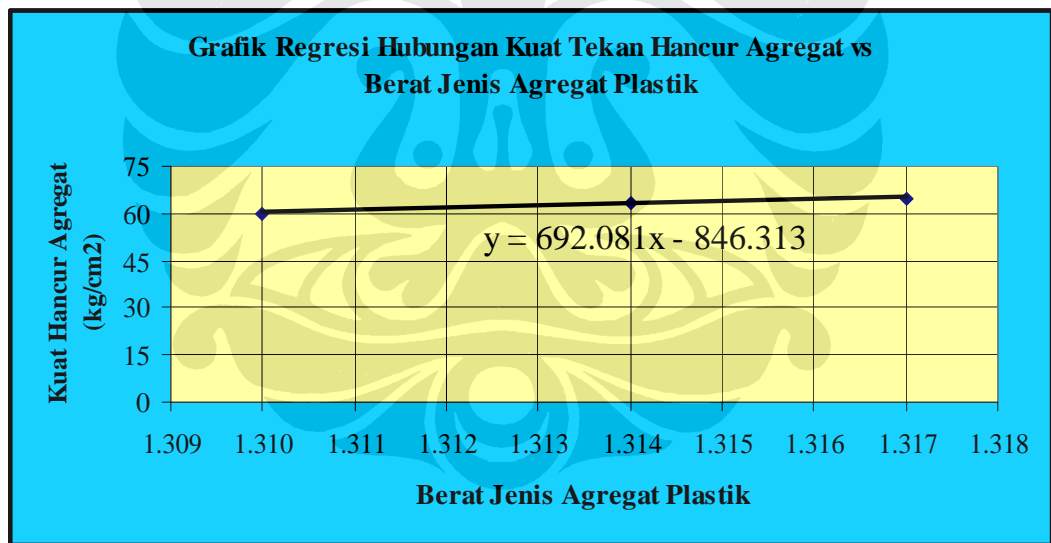 Grafik Regresi Hubungan Kuat Tekan Hancur Agregat vs
Berat Jenis Agregat Plastik
Kuat Hancur Agregat
(kg/cm2)
75
60
45
30
15
0
y = 692.081x - 846.313
1.309 1.310 1.311 1.312 1.313 1.314 1.315 1.316 1.317 1.318
Berat Jenis Agregat Plastik